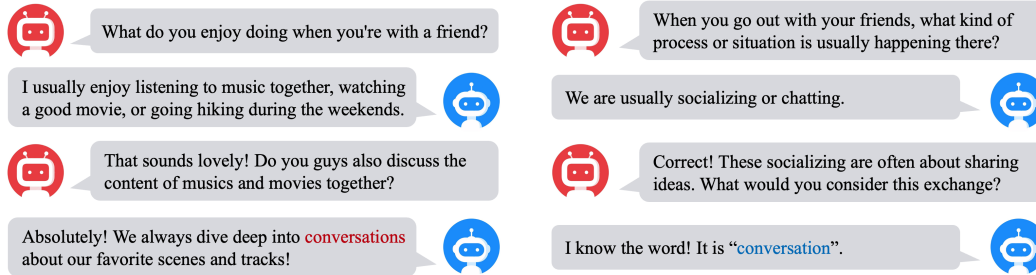 What do you enjoy doing when you're with a friend?
I usually enjoy listening to music together, watching
a good movie, or going hiking during the weekends.
That sounds lovely! Do you guys also discuss the
content of musics and movies together?
Absolutely! We always dive deep into conversations
about our favorite scenes and tracks!
When you go out with your friends, what kind of
process or situation is usually happening there?
We are usually socializing or chatting.
Correct! These socializing are often about sharing
ideas. What would you consider this exchange?
I know the word! It is “conversation”.